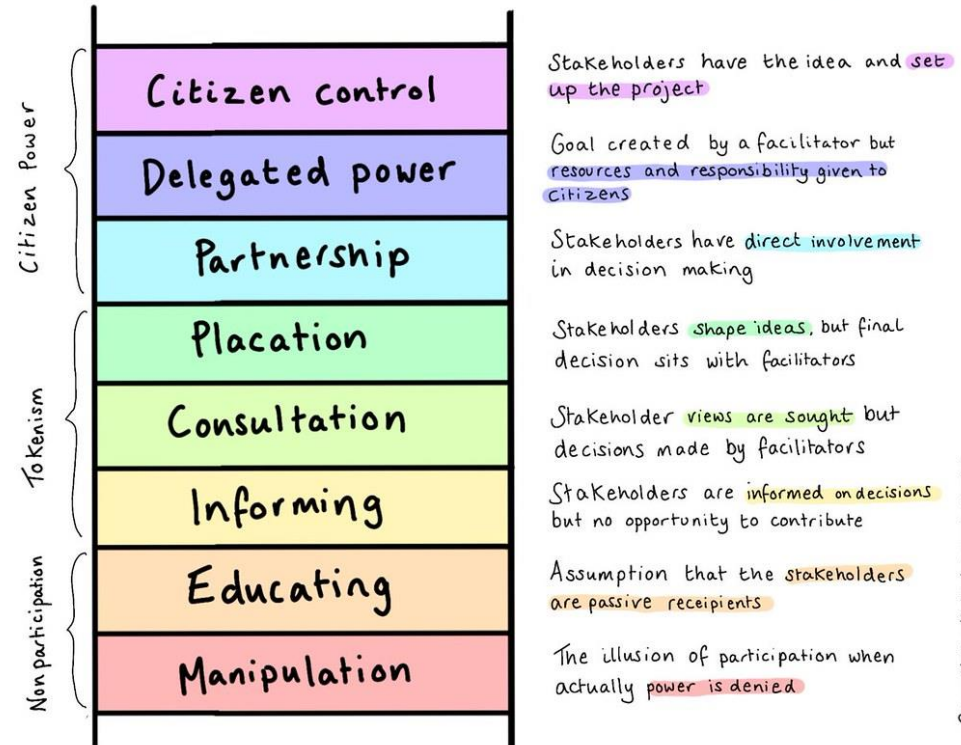 Citizen Power
Citizen control
Stakeholders have the idea and set
up the project
Delegated power
Goal created by a facilitator but
resources and responsibility given to
citizens
Partnership
Stakeholders have direct involvement
in decision making
Tokenism
Placation
Stakeholders shape ideas, but final
decision sits with facilitators
Consultation
Stakeholder views are sought but
decisions made by facilitators
Informing
Stakeholders are informed on decisions
but no opportunity to contribute
Nonparticipation
Educating
Assumption that the stakeholders
are passive receipients
Manipulation
The illusion of participation when
actually power is denied